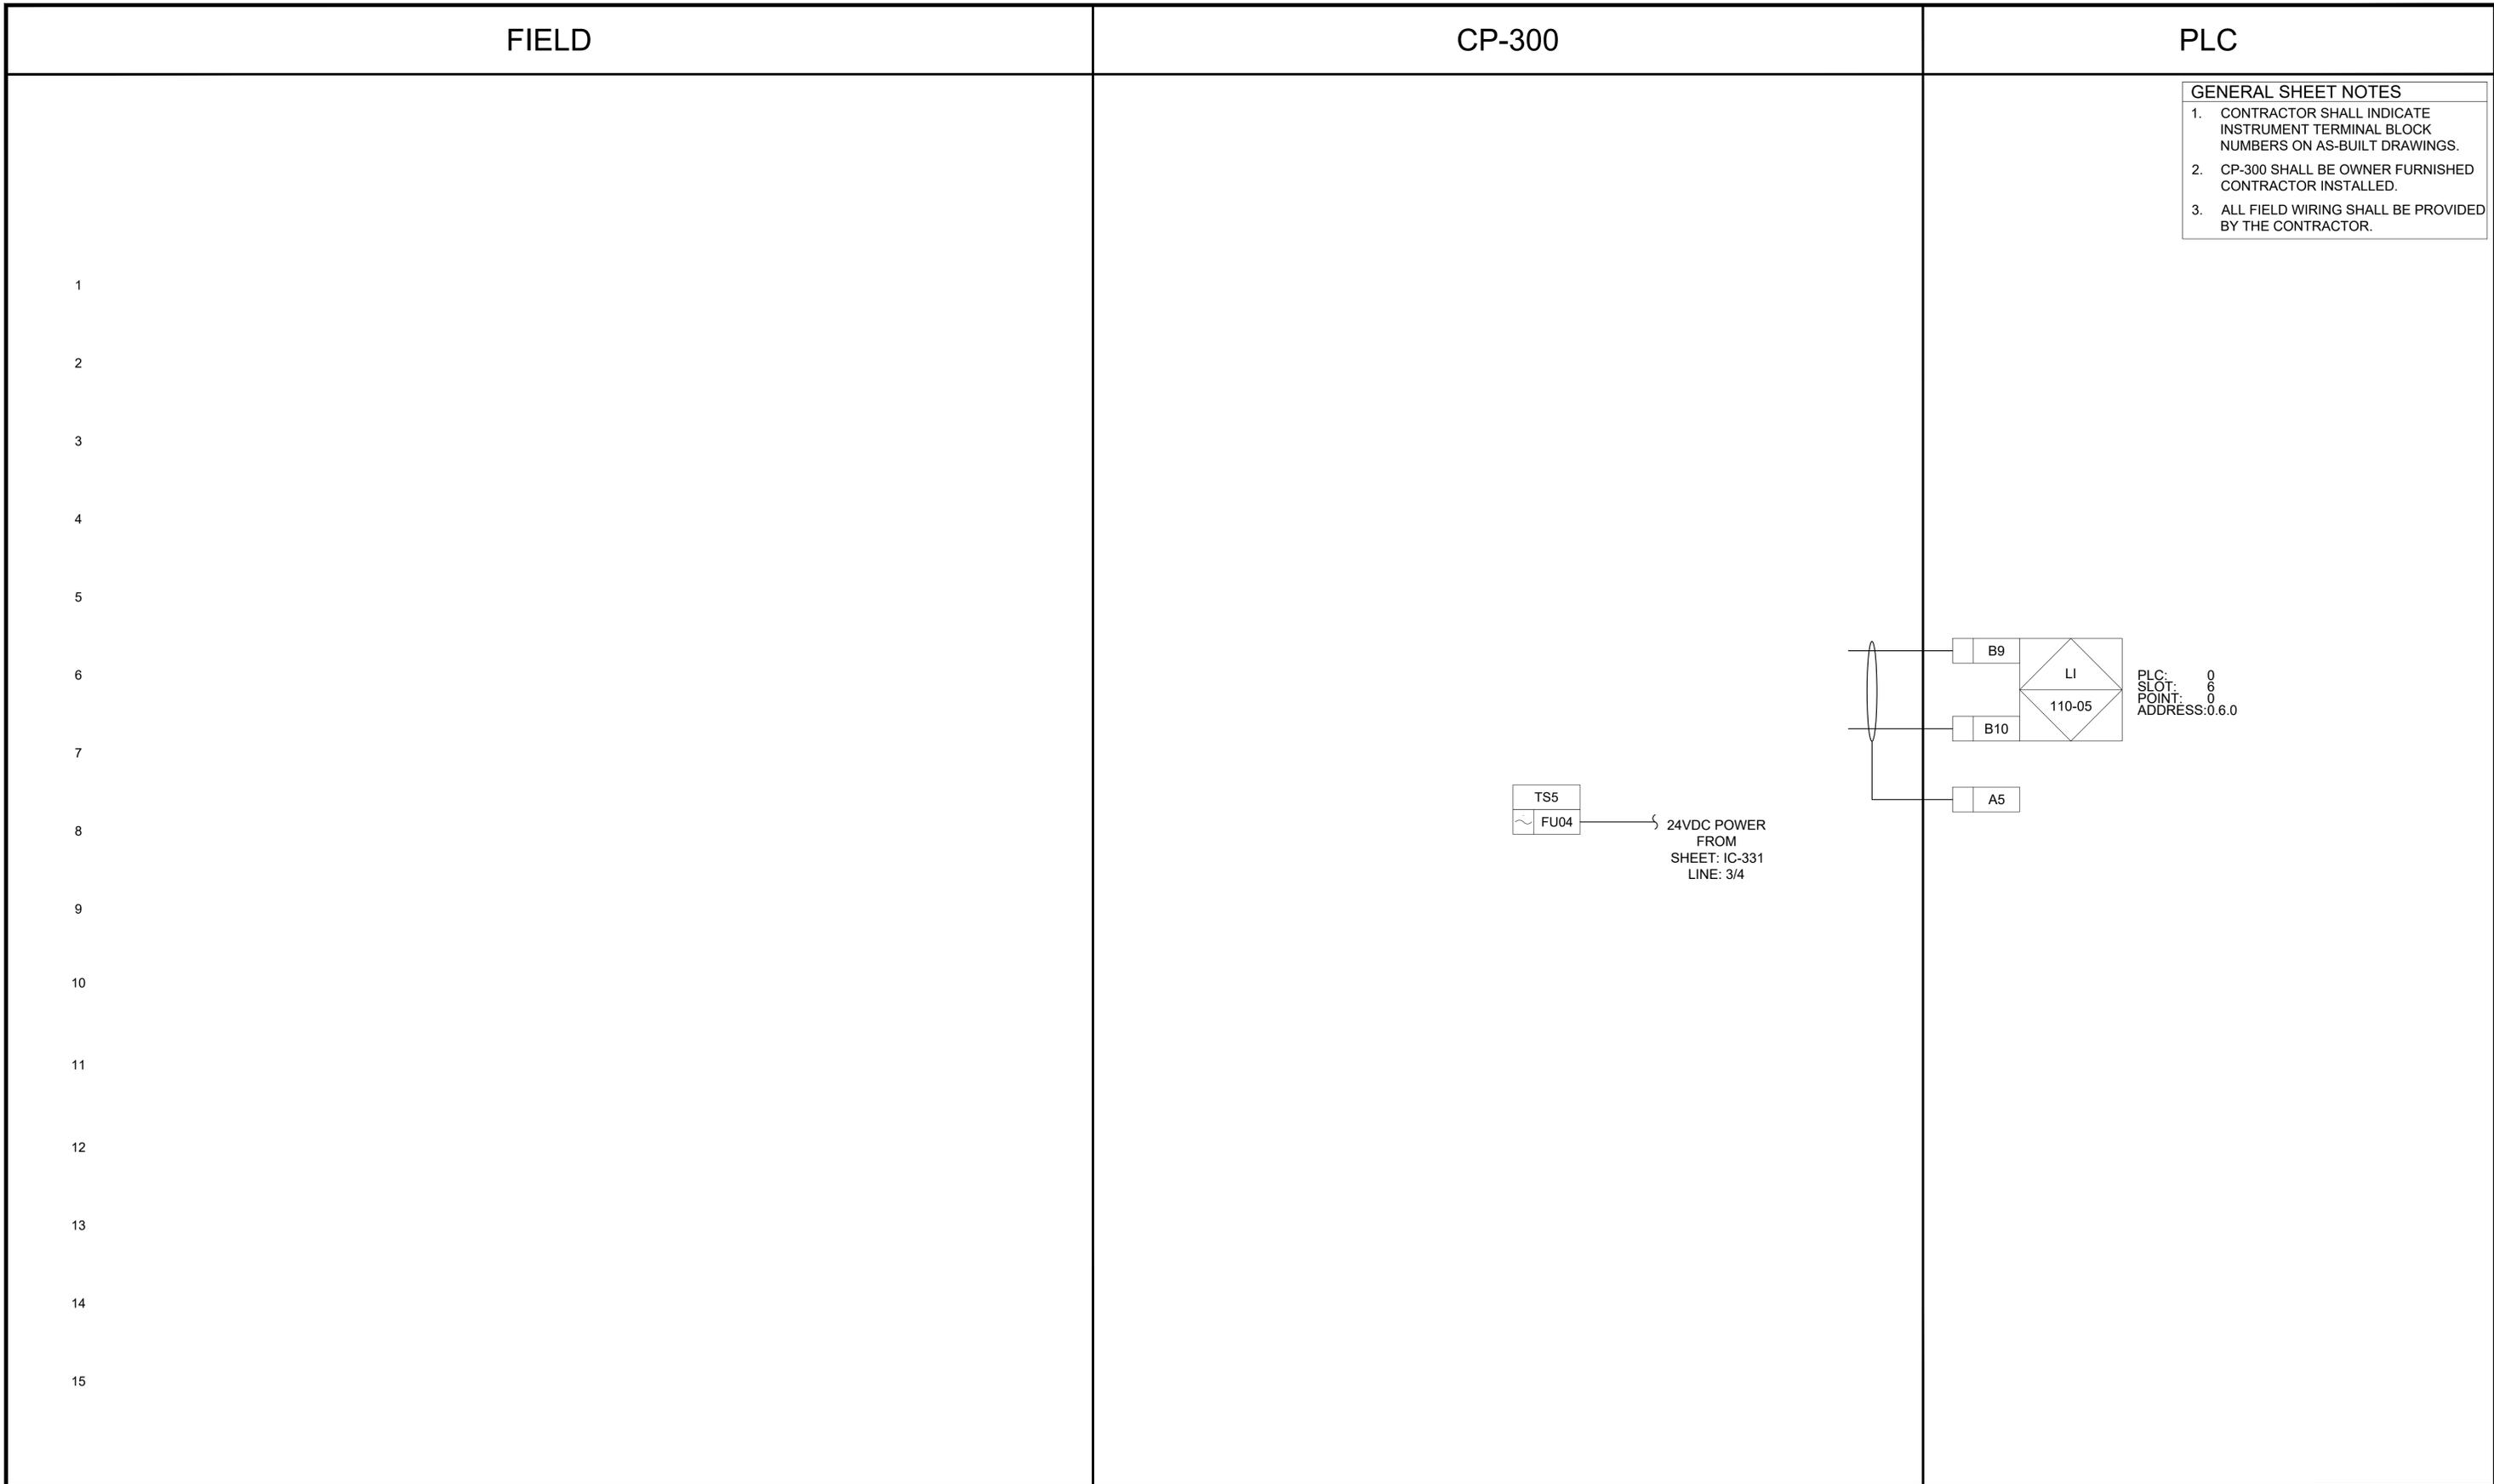 FIELD
CP-300
PLC
GENERAL SHEET NOTES
1. CONTRACTOR SHALL INDICATE
INSTRUMENT TERMINAL BLOCK
NUMBERS ON AS-BUILT DRAWINGS.
2. CP-300 SHALL BE OWNER FURNISHED
CONTRACTOR INSTALLED.
3. ALL FIELD WIRING SHALL BE PROVIDED
BY THE CONTRACTOR.
1
2
3
4
5
6
7
8
9
10
11
12
13
14
15
TS5
FU04
24VDC POWER
FROM
SHEET: IC-331
LINE: 3/4
B9
LI
110-05
B10
A5
PLC: 0
SLOT: 6
POINT: 0
ADDRESS:0.6.0